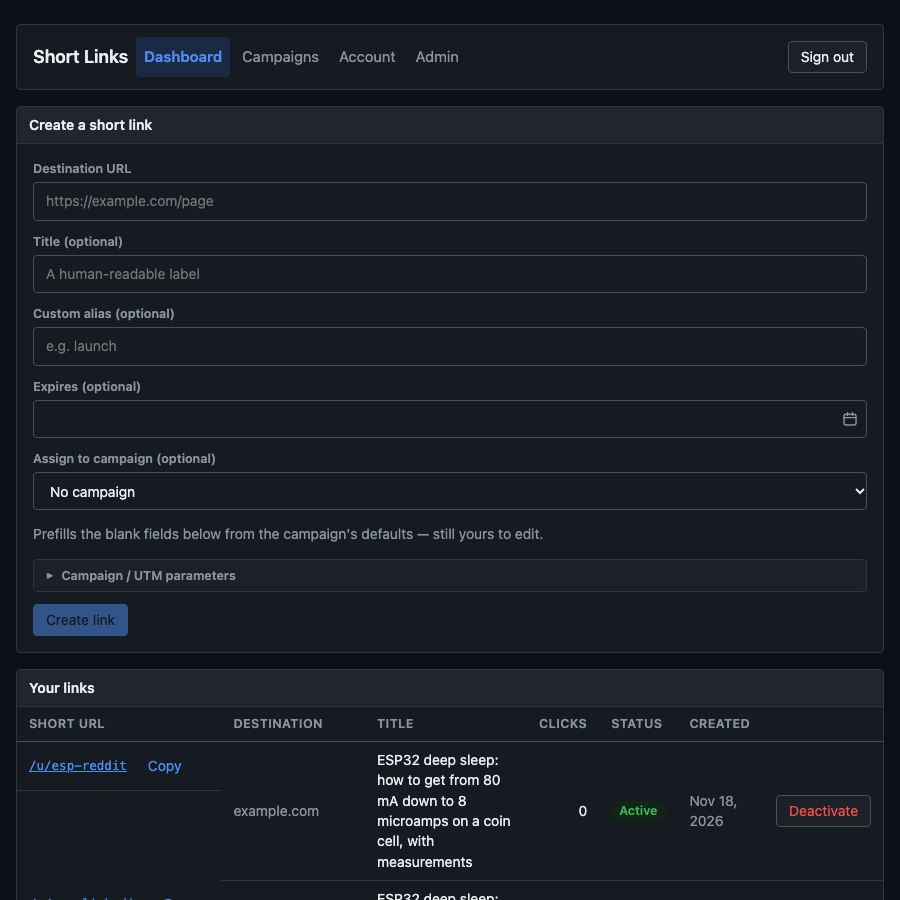 Short Links Dashboard Campaigns Account Admin Sign out
Create a short link
Destination URL
https://example.com/page
Title (optional)
A human-readable label
Custom alias (optional)
e.g. launch
Expires (optional)
Assign to campaign (optional)
No campaign
Prefills the blank fields below from the campaign's defaults — still yours to edit.
Campaign / UTM parameters
Create link
Your links
SHORT URL DESTINATION TITLE CLICKS STATUS CREATED
/u/esp-reddit Copy
example.com
ESP32 deep sleep:
how to get from 80
mA down to 8
microamps on a coin
cell, with
measurements
0
Active
Nov 18,
2026
Deactivate
ESP32 deep sleep: